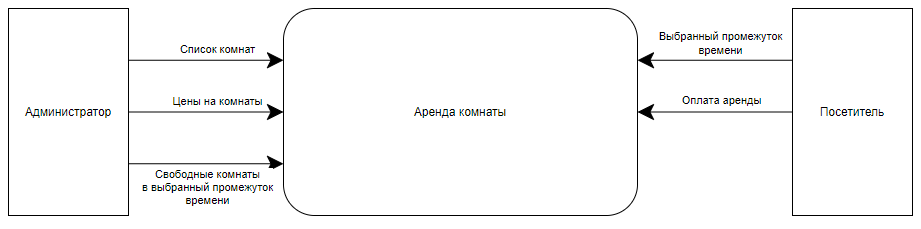 Администратор
Список комнат
Цены на комнаты
Свободные комнаты
в выбранный промежуток
времени
Аренда комнаты
Выбранный промежуток
времени
Оплата аренды
Посетитель